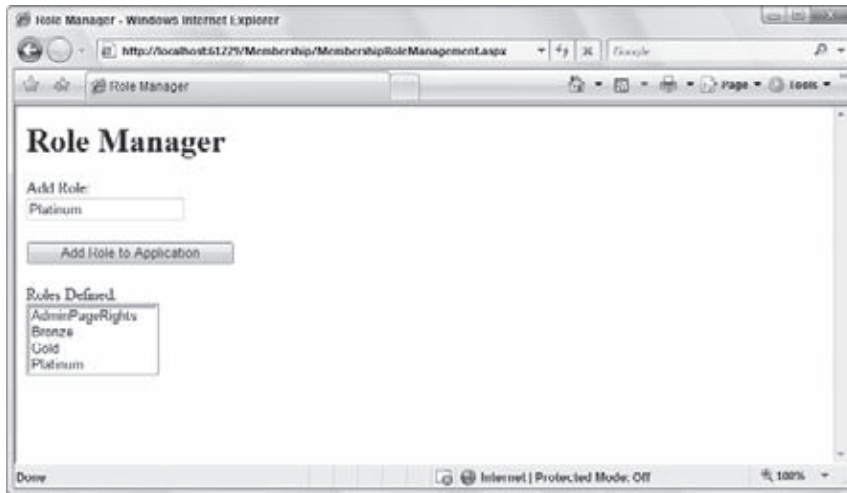 Role Manager - Windows Internet Explorer
http://localhost:61229/Membership/MembershipRoleManagement.aspx
Google
Role Manager
Page
Tools
Role Manager
Add Role:
Platinum
Add Role to Application
Roles Defined:
AdminPageRights
Bronze
Gold
Platinum
Done
Internet | Protected Mode: Off
100%